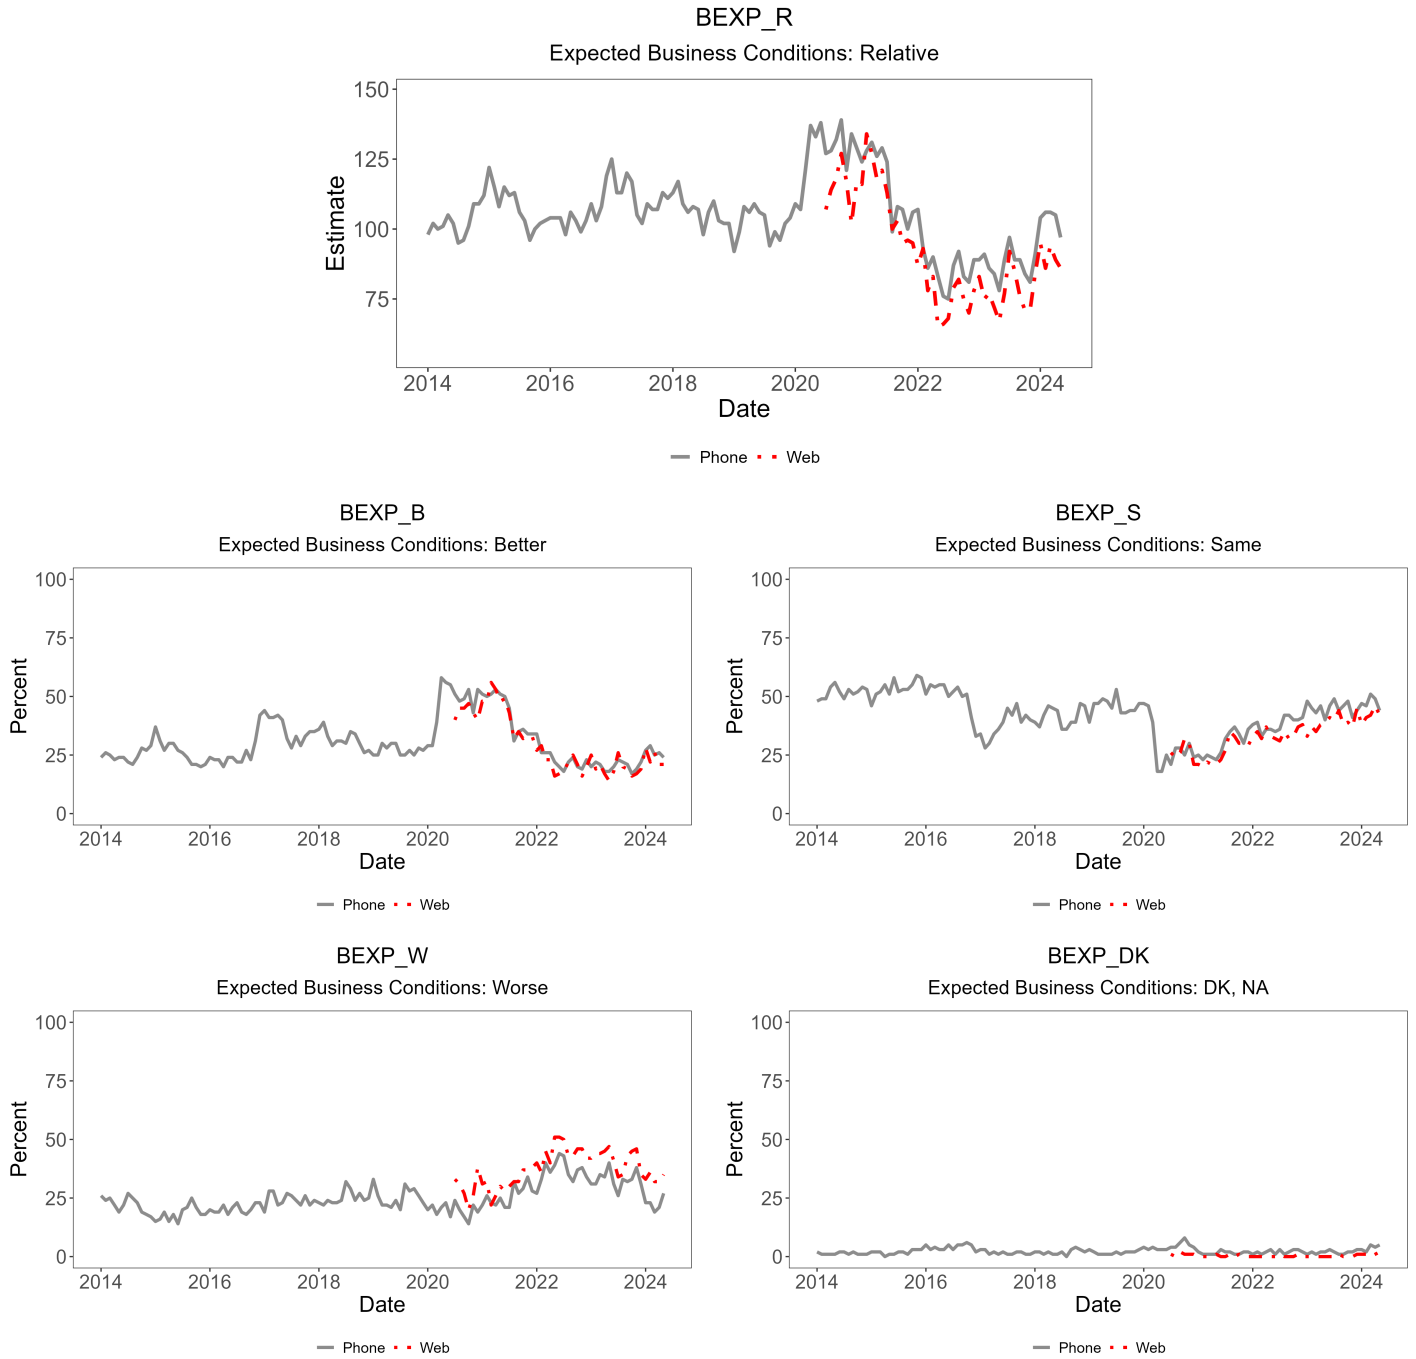 BEXP_R
Expected Business Conditions: Relative
150
125
100
75
Estimate
2014 2016 2018 2020 2022 2024
Date
Phone Web
BEXP_B
Expected Business Conditions: Better
100
75
50
25
0
Percent
2014 2016 2018 2020 2022 2024
Date
Phone Web
BEXP_S
Expected Business Conditions: Same
100
75
50
25
0
Percent
2014 2016 2018 2020 2022 2024
Date
Phone Web
BEXP_W
Expected Business Conditions: Worse
100
75
50
25
0
Percent
2014 2016 2018 2020 2022 2024
Date
Phone Web
BEXP_DK
Expected Business Conditions: DK, NA
100
75
50
25
0
Percent
2014 2016 2018 2020 2022 2024
Date
Phone Web